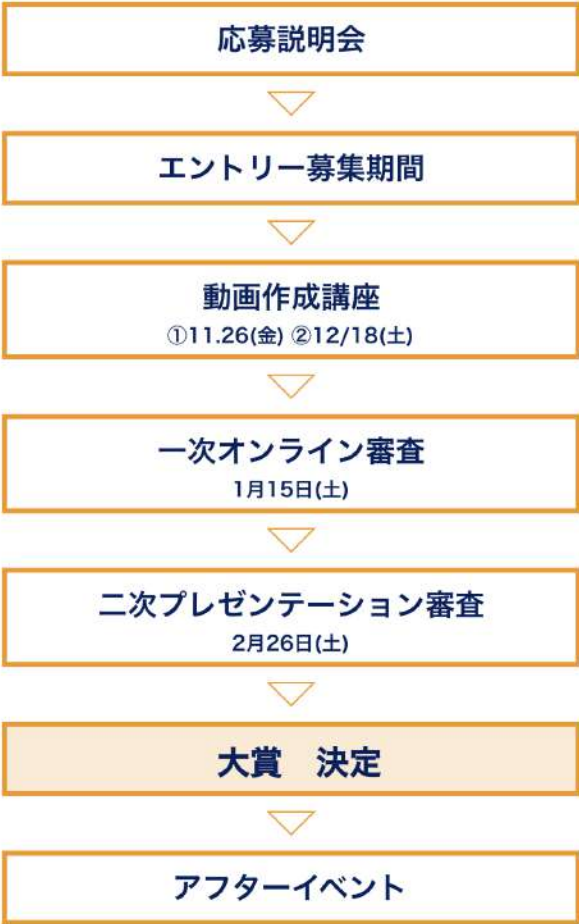 応募説明会
エントリー募集期間
動画作成講座
①11.26(金) ②12/18(土)
一次オンライン審査
1月15日(土)
二次プレゼンテーション審査
2月26日(土)
大賞　決定
アフターイベント